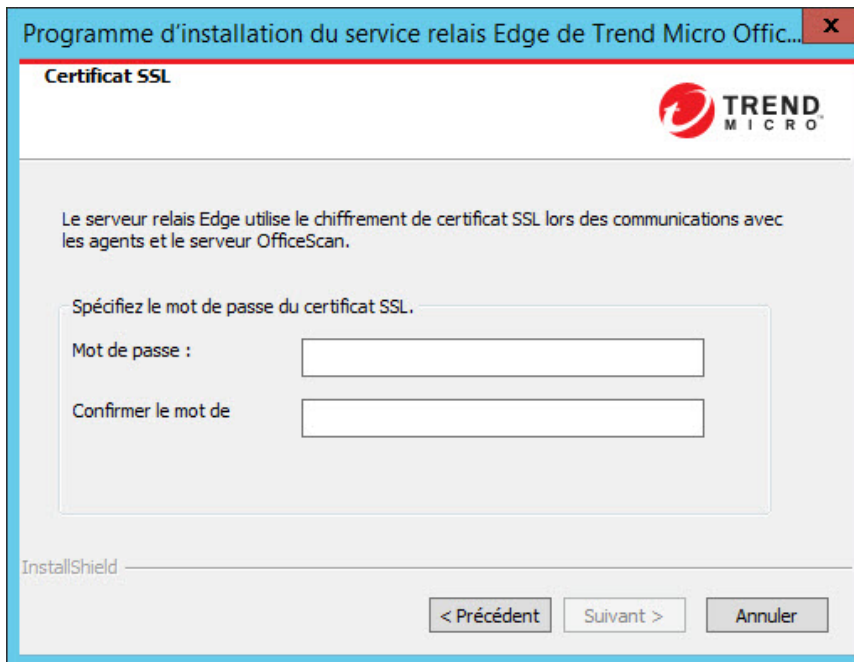 Programme d'installation du service relais Edge de Trend Micro Offic...
x
Certificat SSL
TREND
MICRO™
Le serveur relais Edge utilise le chiffrement de certificat SSL lors des communications avec
les agents et le serveur OfficeScan.
Spécifiez le mot de passe du certificat SSL.
Mot de passe :
Confirmer le mot de
InstallShield
< Précédent
Suivant >
Annuler